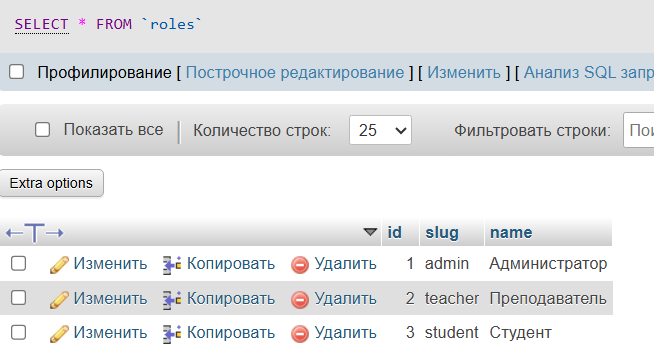 SELECT * FROM `roles`
Профилирование [ Построчное редактирование ] [ Изменить ] [ Анализ SQL запр
Показать все Количество строк: 25 Фильтровать строки: Пои
Extra options
←T→ id slug name
Изменить Копировать Удалить 1 admin Администратор
Изменить Копировать Удалить 2 teacher Преподаватель
Изменить Копировать Удалить 3 student Студент